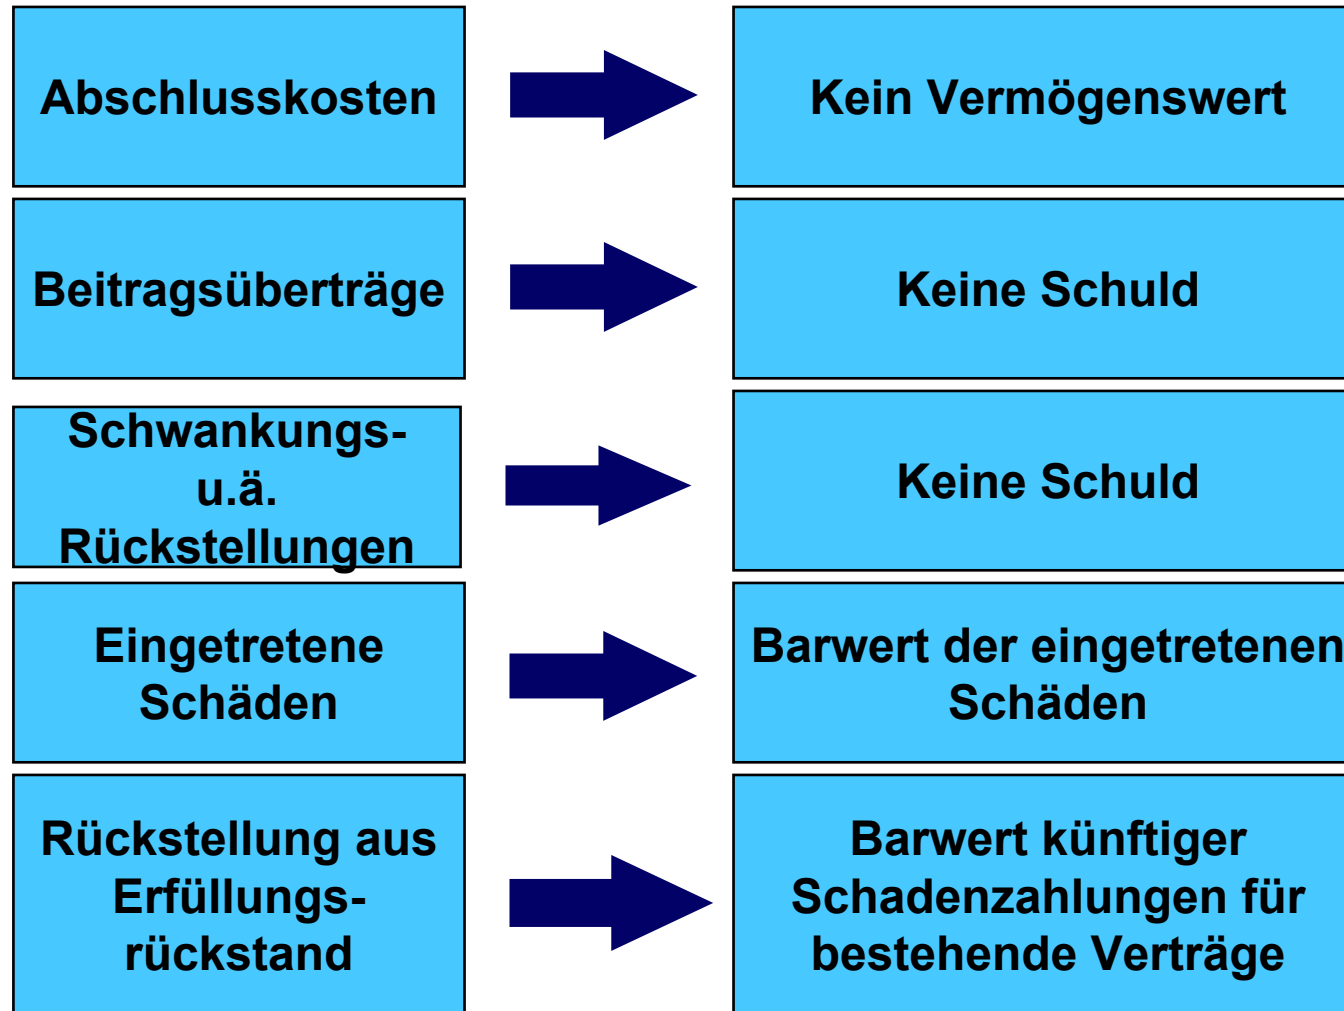 Abschlusskosten
Kein Vermögenswert
Beitragsüberträge
Keine Schuld
Schwankungs-
u.ä.
Rückstellungen
Keine Schuld
Eingetretene
Schäden
Barwert der eingetretenen
Schäden
Rückstellung aus
Erfüllungs-
rückstand
Barwert künftiger
Schadenzahlungen für
bestehende Verträge